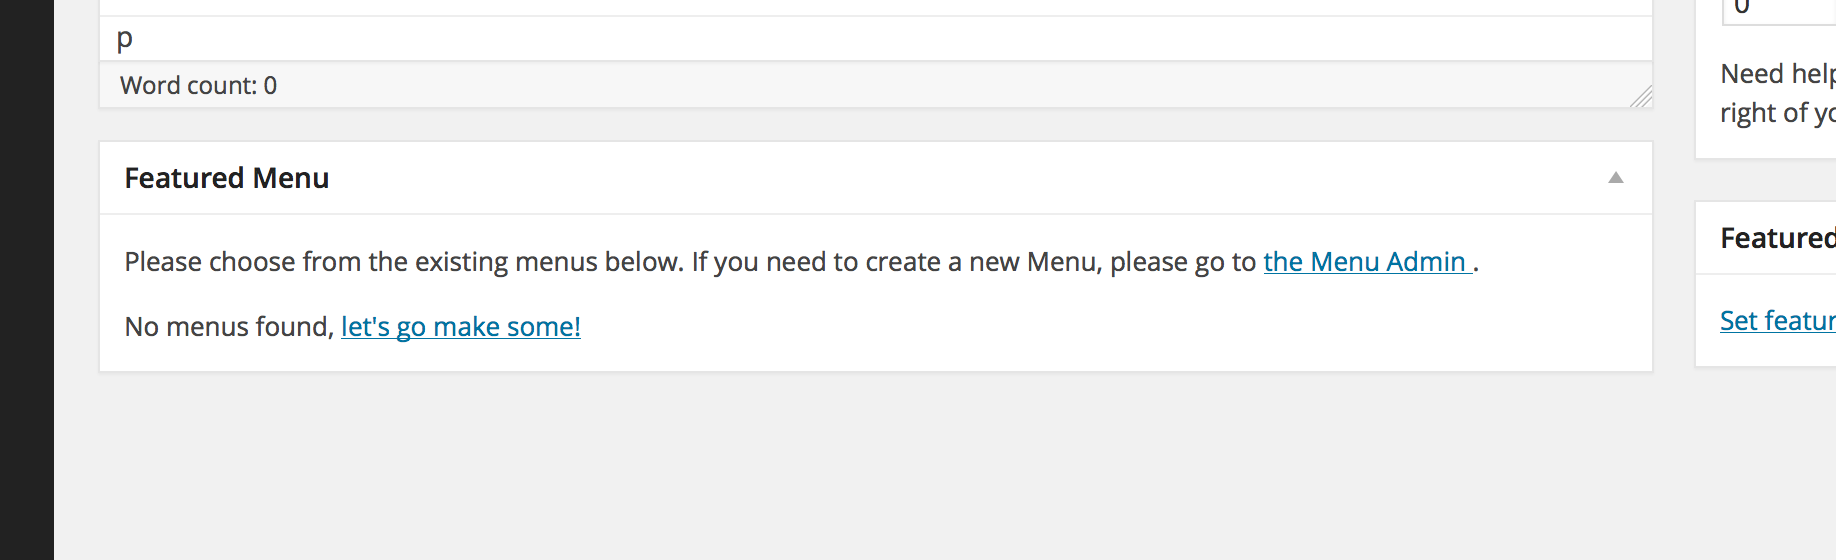 p
Word count: 0
Featured Menu
Please choose from the existing menus below. If you need to create a new Menu, please go to the Menu Admin .
No menus found, let's go make some!
0
Need help
right of yo
Featured
Set featur